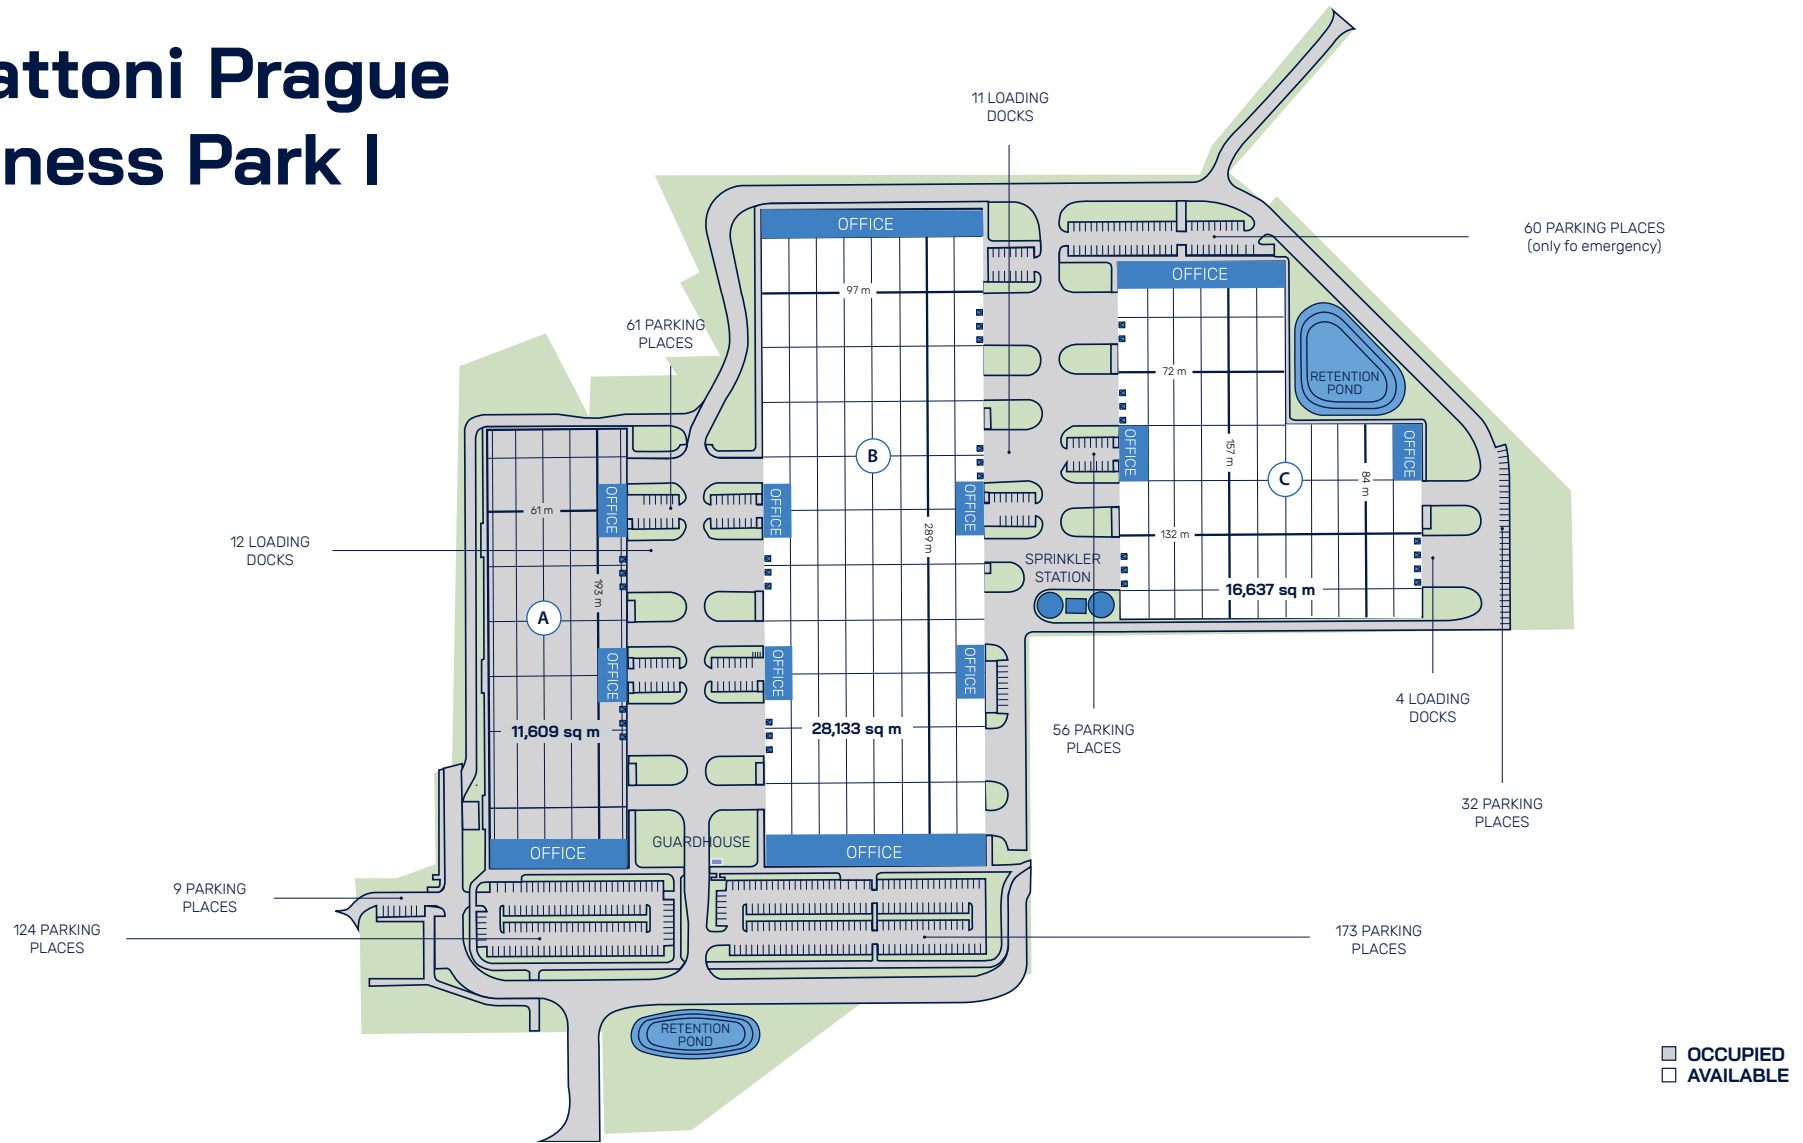 attoni Prague
ness Park I
11 LOADING
DOCKS
60 PARKING PLACES
(only fo emergency)
61 PARKING
PLACES
12 LOADING
DOCKS
OFFICE
97 m
289 m
B
OFFICE
OFFICE
OFFICE
OFFICE
28,133 sq m
OFFICE
OFFICE
72 m
157 m
OFFICE
OFFICE
84 m
C
132 m
16,637 sq m
RETENTION
POND
SPRINKLER
STATION
61 m
OFFICE
193 m
A
OFFICE
11,609 sq m
OFFICE
GUARDHOUSE
56 PARKING
PLACES
4 LOADING
DOCKS
32 PARKING
PLACES
9 PARKING
PLACES
124 PARKING
PLACES
173 PARKING
PLACES
RETENTION
POND
OCCUPIED
AVAILABLE